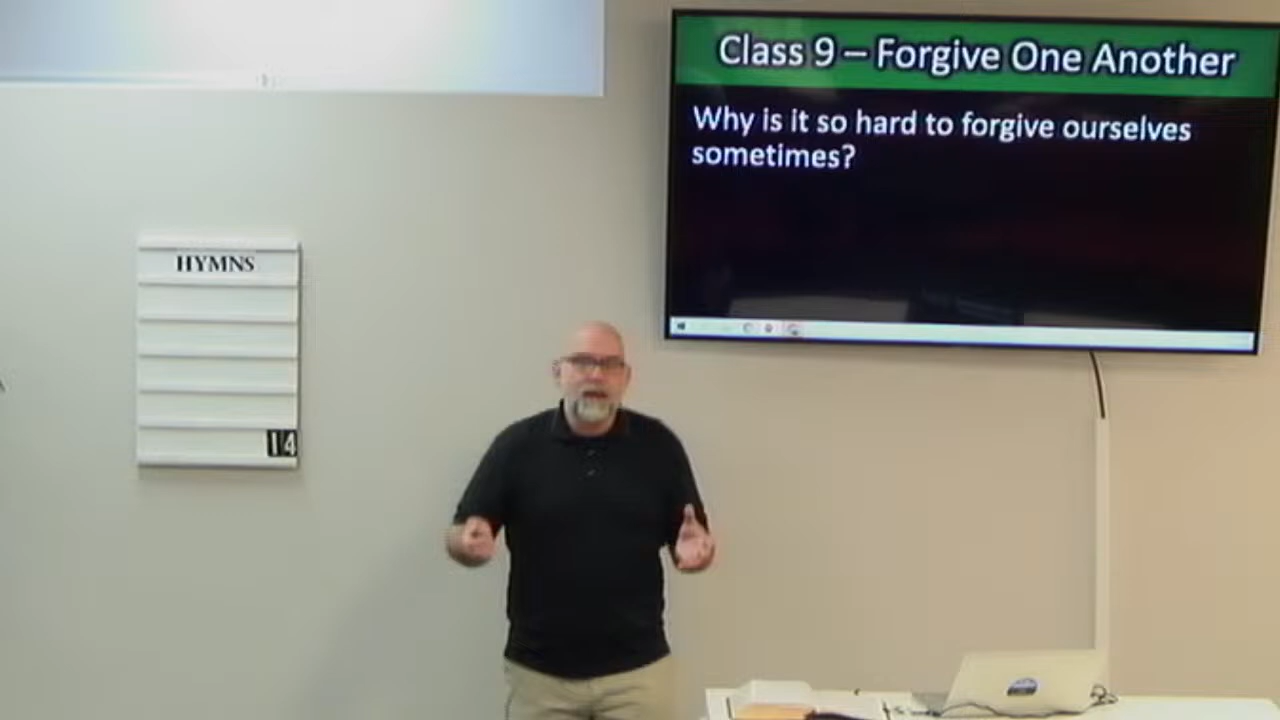 Class 9 – Forgive One Another
Why is it so hard to forgive ourselves
sometimes?
HYMNS
14